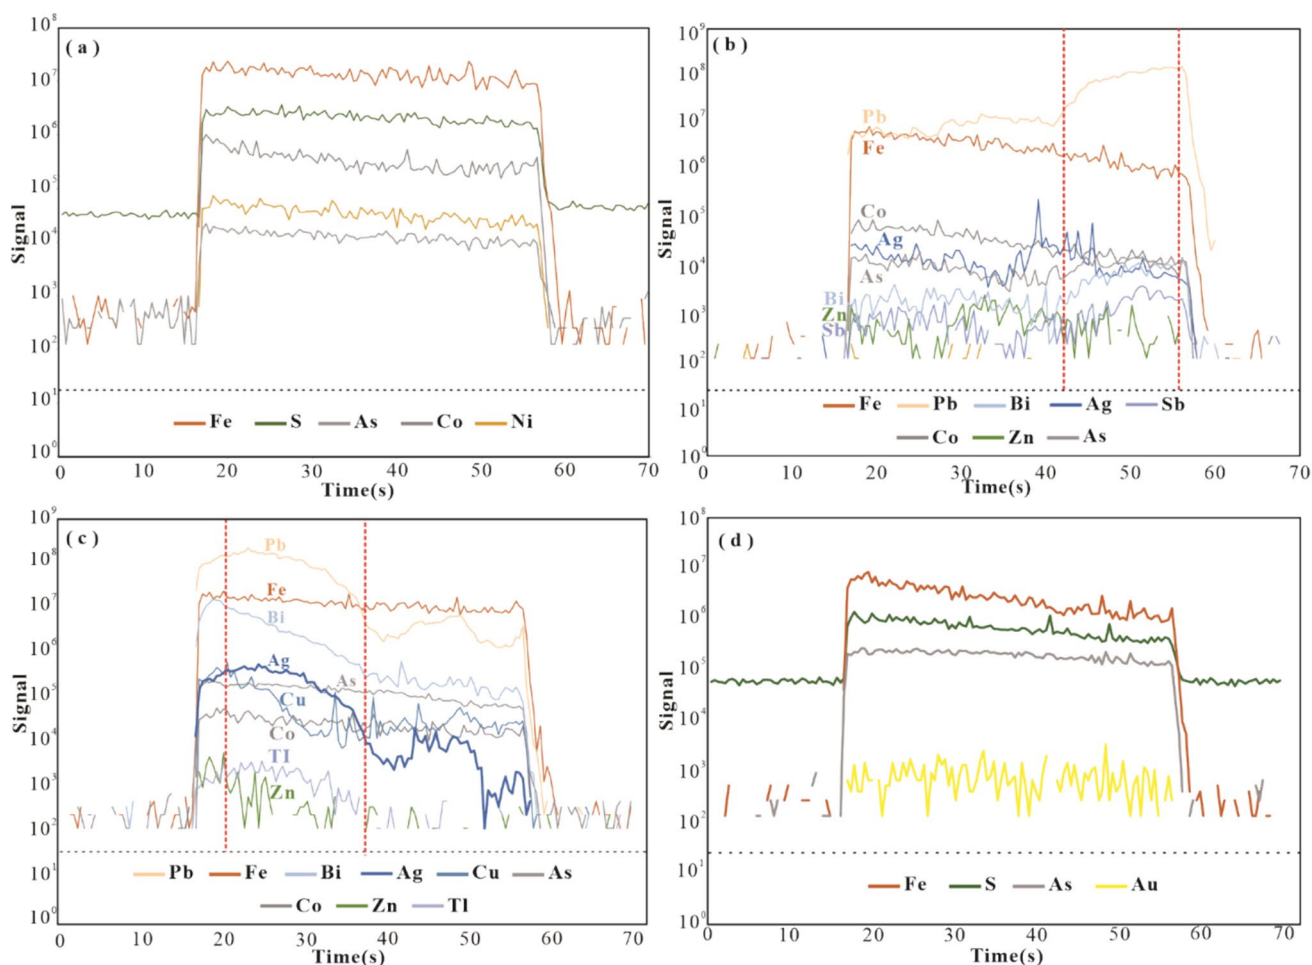 ( a )
10^8
10^7
10^6
10^5
10^4
10^3
10^2
10^1
10^0
Signal
Fe S As Co Ni
0 10 20 30 40 50 60 70
Time(s)
( b )
10^9
10^8
10^7
10^6
10^5
10^4
10^3
10^2
10^1
10^0
Signal
Pb
Fe
Co
Ag
As
Bi
Zn
Sb
Fe Pb Bi Ag Sb
Co Zn As
0 10 20 30 40 50 60 70
Time(s)
( c )
10^9
10^8
10^7
10^6
10^5
10^4
10^3
10^2
10^1
10^0
Signal
Pb
Fe
Bi
Ag
As
Cu
Co
Tl
Zn
Pb Fe Bi Ag Cu As
Co Zn Tl
0 10 20 30 40 50 60 70
Time(s)
( d )
10^8
10^7
10^6
10^5
10^4
10^3
10^2
10^1
10^0
Signal
Fe S As Au
0 10 20 30 40 50 60 70
Time(s)